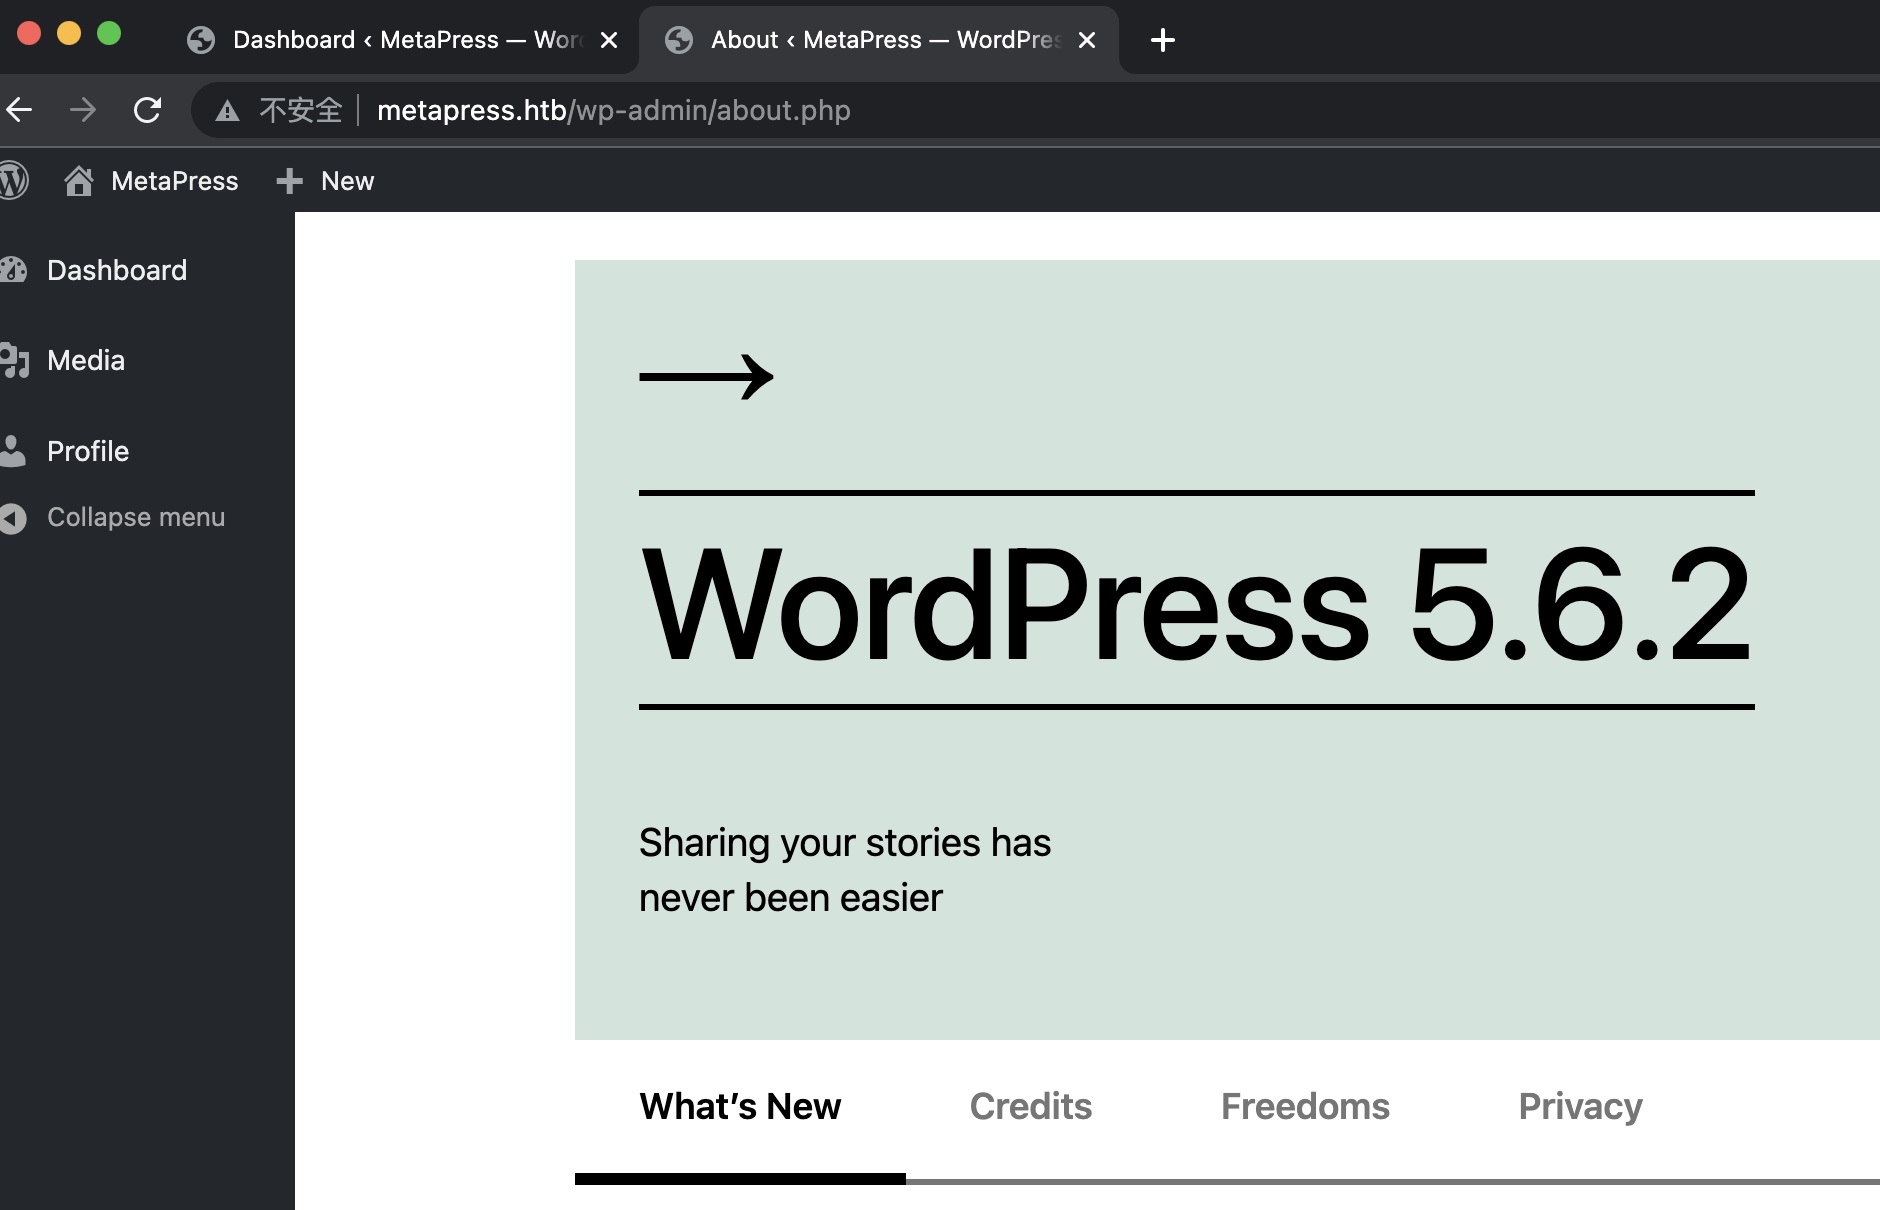 Dashboard ‹ MetaPress — Wor
About ‹ MetaPress — WordPres
不安全
metapress.htb/wp-admin/about.php
MetaPress
New
Dashboard
Media
Profile
Collapse menu
WordPress 5.6.2
Sharing your stories has
never been easier
What’s New
Credits
Freedoms
Privacy